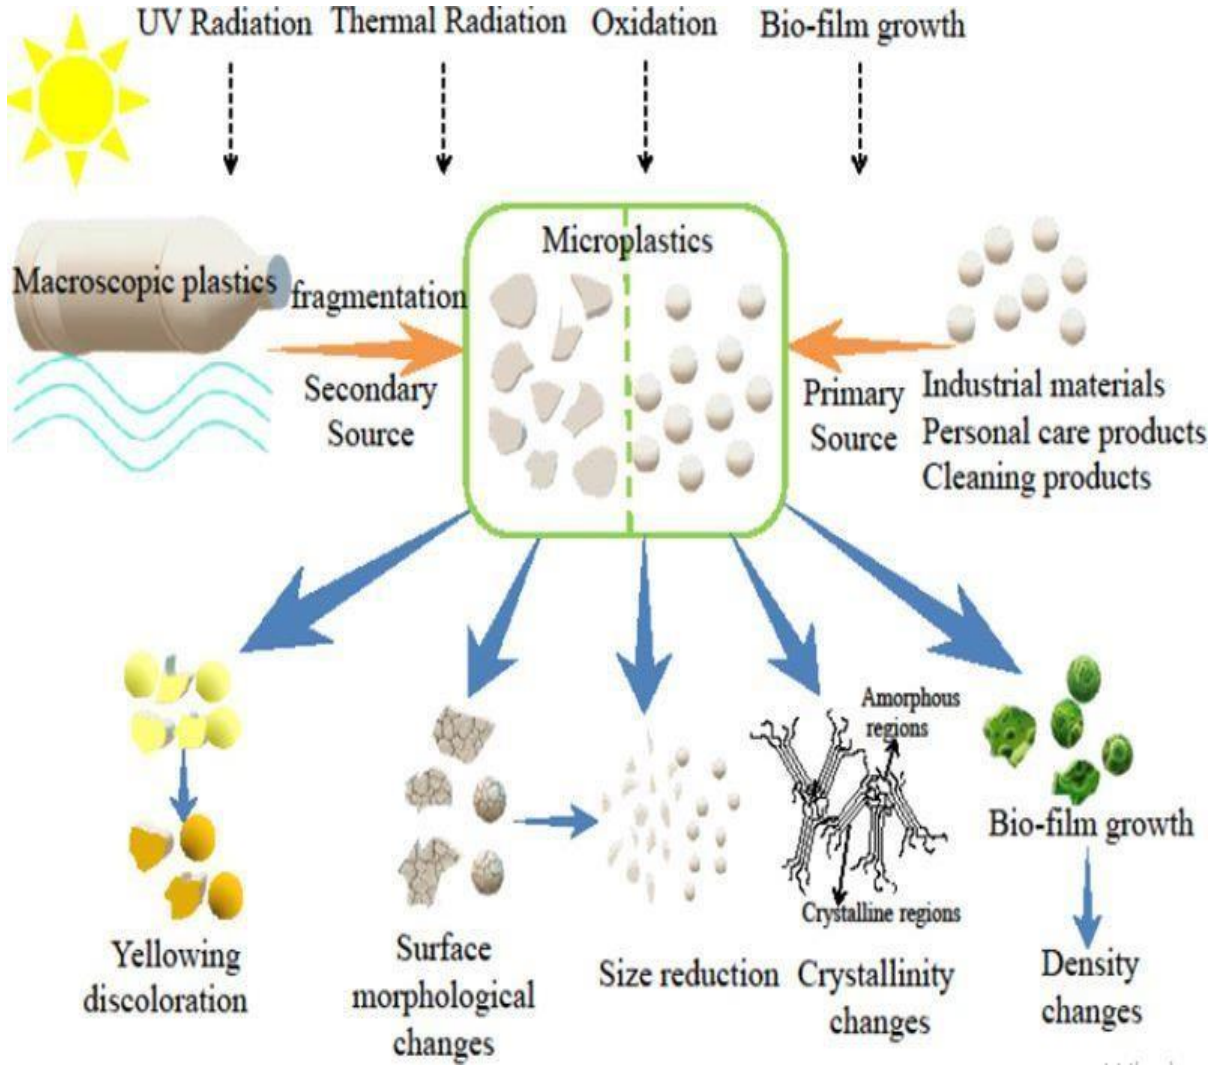 UV Radiation
Thermal Radiation
Oxidation
Bio-film growth
Microplastics
Macroscopic plastics
fragmentation
Secondary
Source
Primary
Source
Industrial materials
Personal care products
Cleaning products
Amorphous
regions
Crystalline regions
Bio-film growth
Yellowing
discoloration
Surface
morphological
changes
Size reduction
Crystallinity
changes
Density
changes